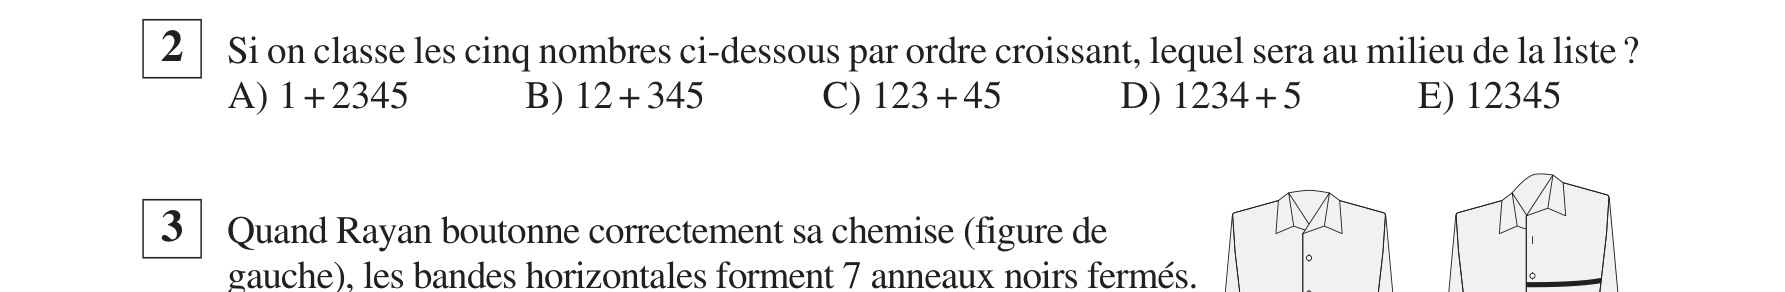 2 Si on classe les cinq nombres ci-dessous par ordre croissant, lequel sera au milieu de la liste ?
A) 1 + 2345 B) 12 + 345 C) 123 + 45 D) 1234 + 5 E) 12345
3 Quand Rayan boutonne correctement sa chemise (figure de
gauche), les bandes horizontales forment 7 anneaux noirs fermés.